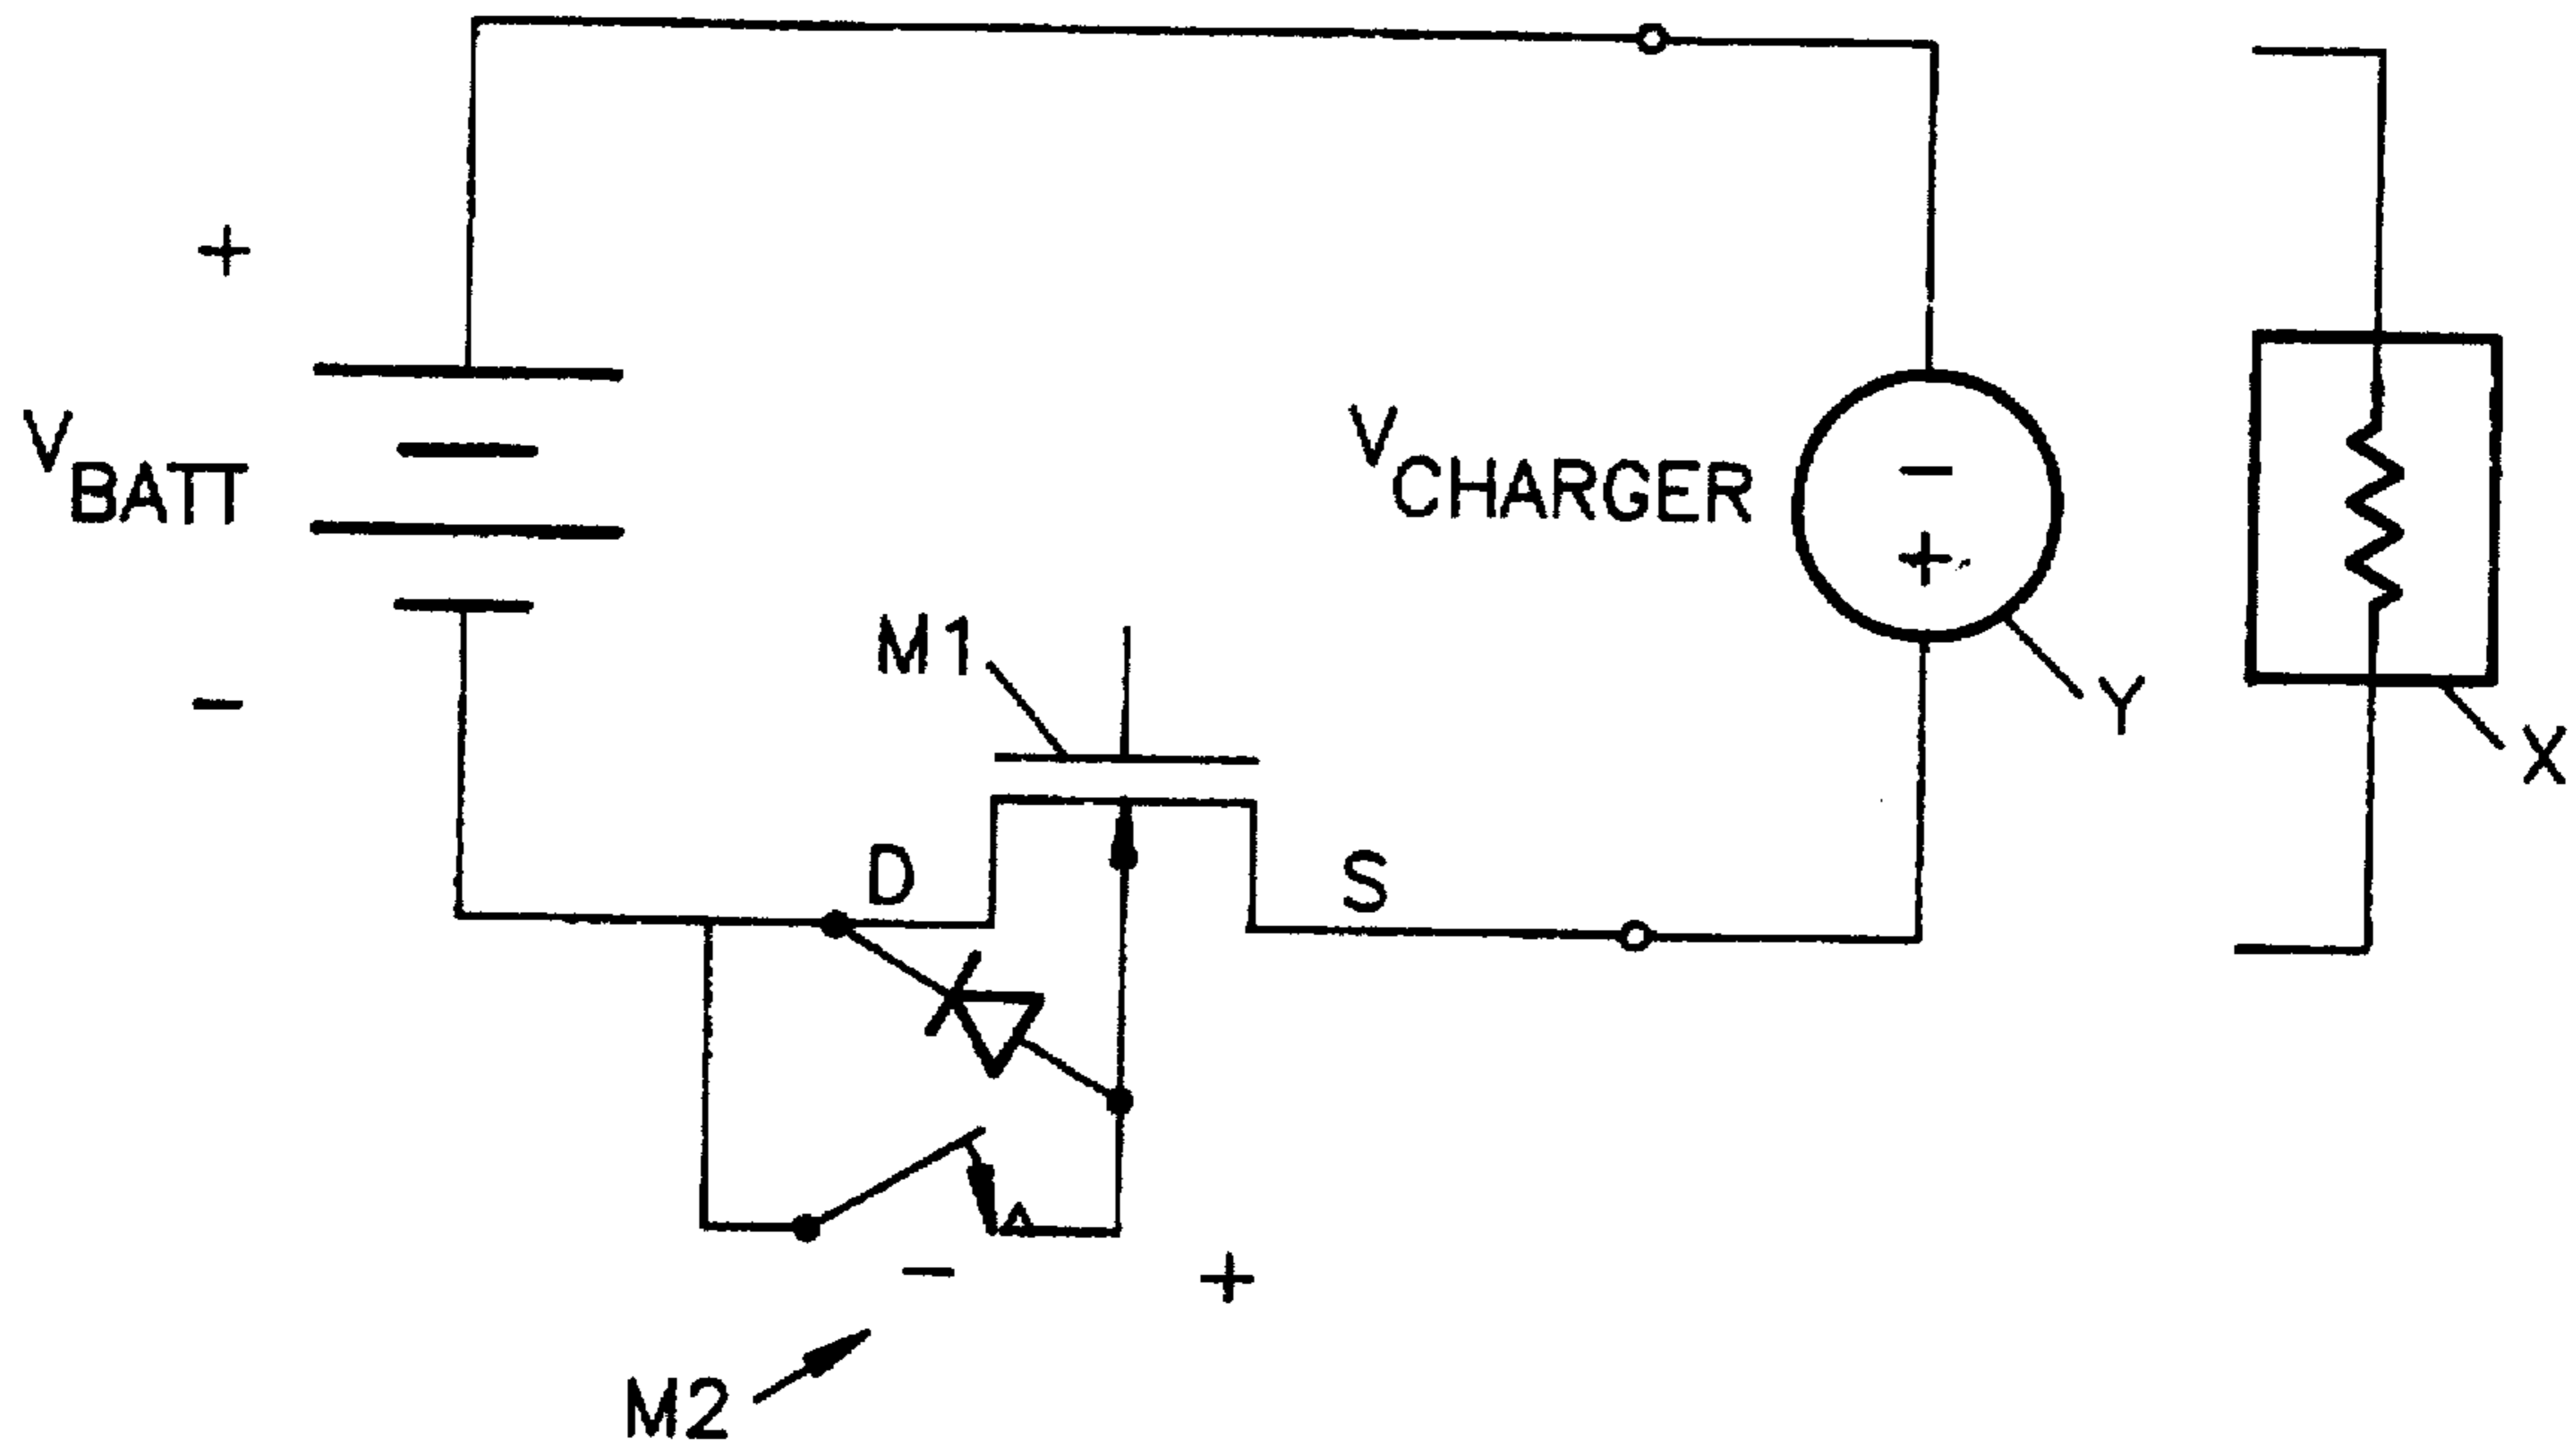 +
V BATT
-
V CHARGER
-
+
Y
X
M1
D
S
-
+
M2